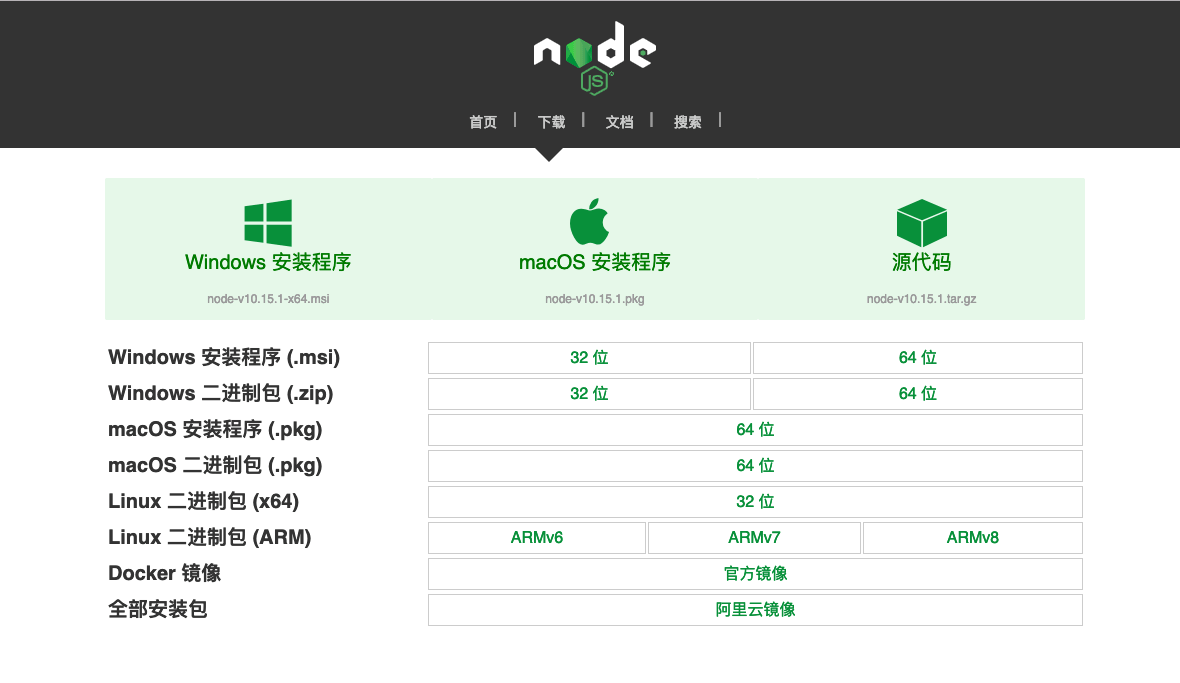 node
JS
首页 | 下载 | 文档 | 搜索 |
Windows 安装程序 macOS 安装程序 源代码
node-v10.15.1-x64.msi node-v10.15.1.pkg node-v10.15.1.tar.gz
Windows 安装程序 (.msi) 32 位 64 位
Windows 二进制包 (.zip) 32 位 64 位
macOS 安装程序 (.pkg) 64 位
macOS 二进制包 (.pkg) 64 位
Linux 二进制包 (x64) 32 位
Linux 二进制包 (ARM) ARMv6 ARMv7 ARMv8
Docker 镜像 官方镜像
全部安装包 阿里云镜像